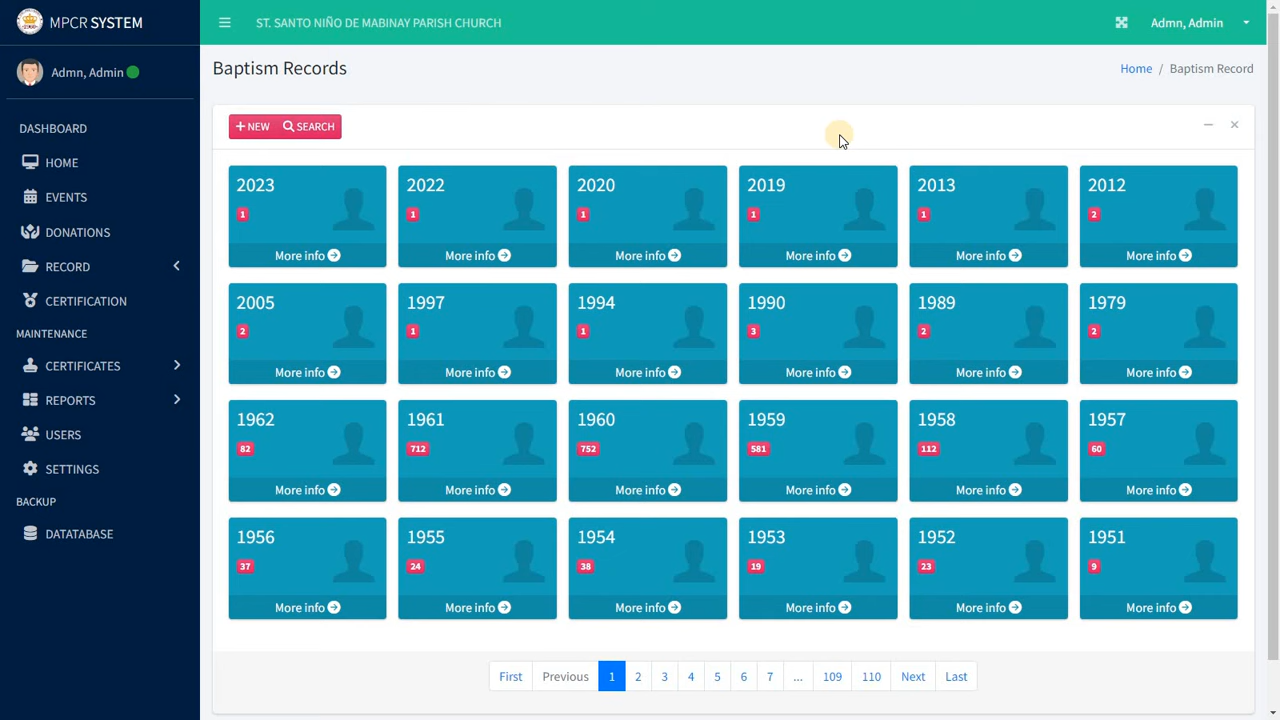 MPCR SYSTEM
ST. SANTO NIÑO DE MABINAY PARISH CHURCH
Admn, Admin
Admn, Admin
DASHBOARD
HOME
EVENTS
DONATIONS
RECORD
CERTIFICATION
MAINTENANCE
CERTIFICATES
REPORTS
USERS
SETTINGS
BACKUP
DATATABASE
Baptism Records
Home / Baptism Record
+ NEW SEARCH
2023 2022 2020 2019 2013 2012
1 1 1 1 1 2
More info More info More info More info More info More info
2005 1997 1994 1990 1989 1979
2 1 1 3 2 2
More info More info More info More info More info More info
1962 1961 1960 1959 1958 1957
82 712 752 581 112 60
More info More info More info More info More info More info
1956 1955 1954 1953 1952 1951
37 24 38 19 23 9
More info More info More info More info More info More info
First Previous 1 2 3 4 5 6 7 ... 109 110 Next Last